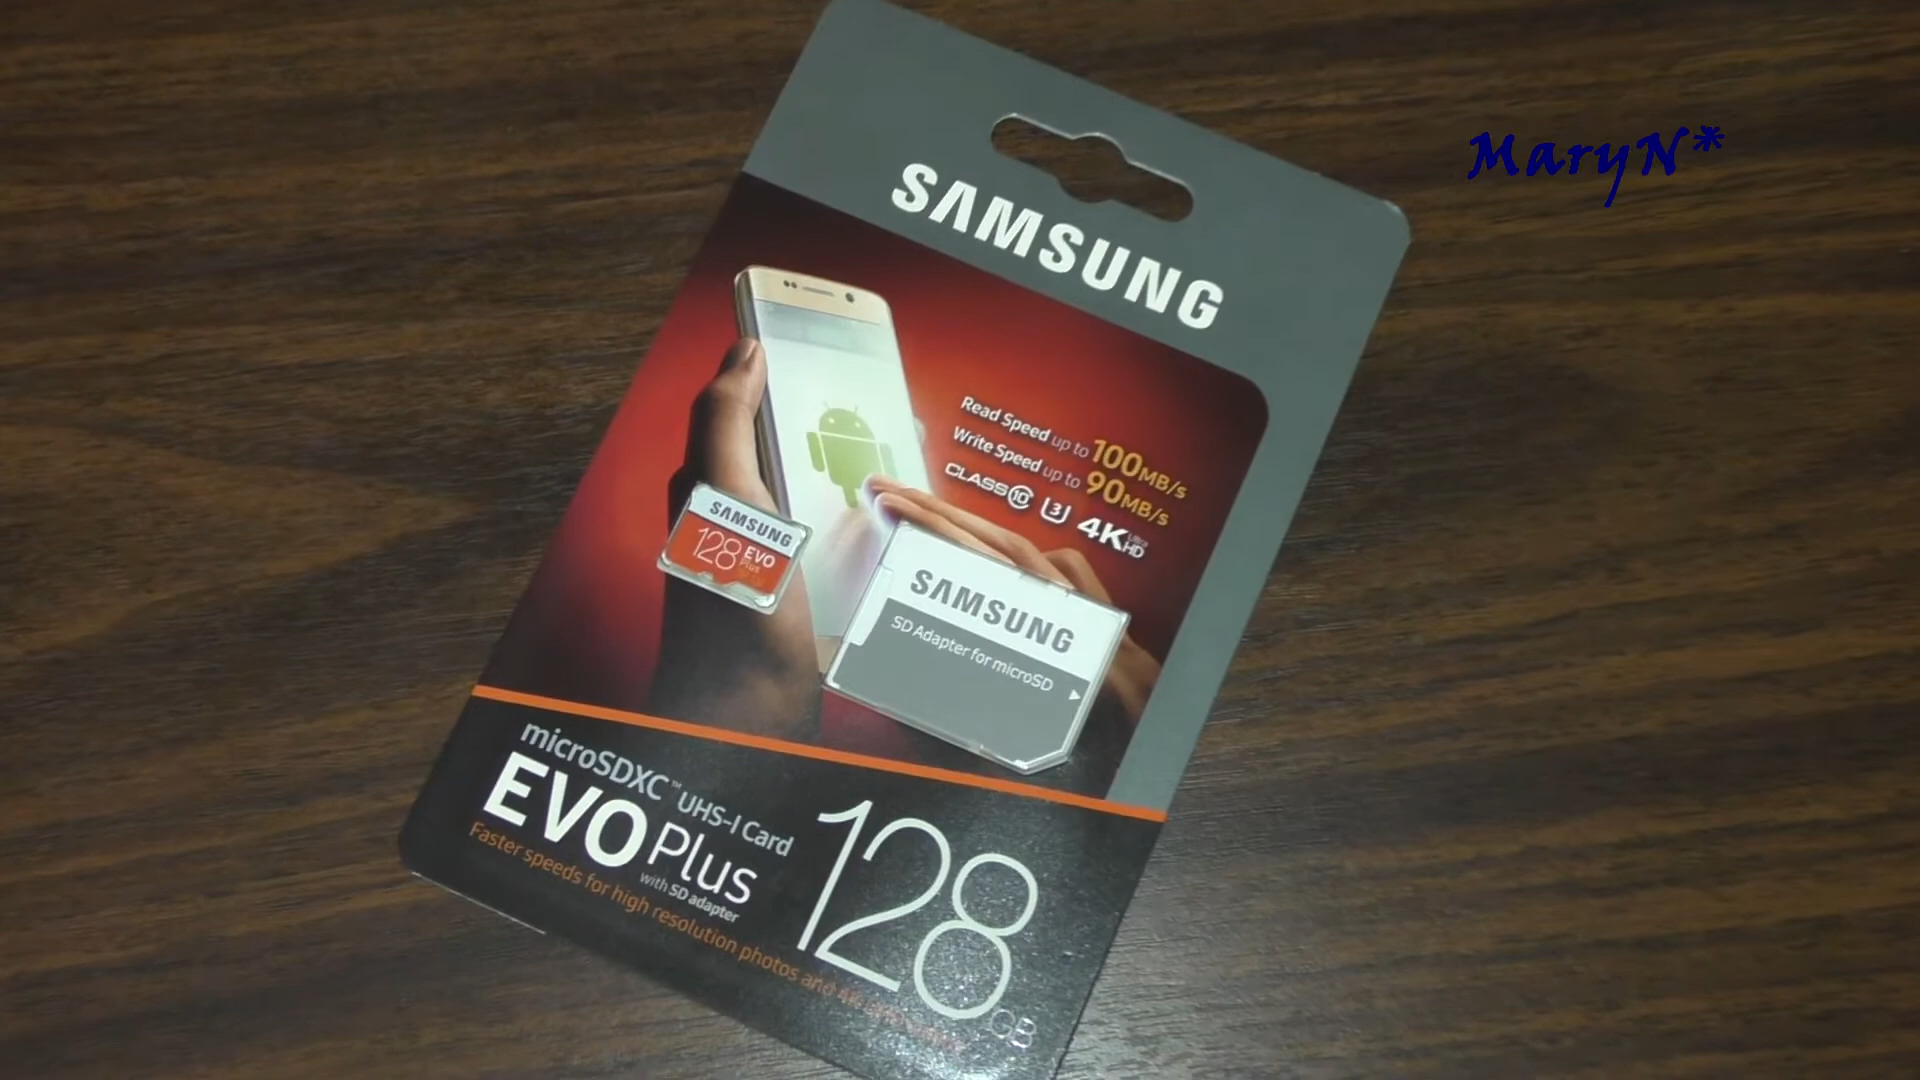 MaryN*
SAMSUNG
Read Speed up to 100MB/s
Write Speed up to 90MB/s
CLASS 10 U3 4K Ultra HD
SAMSUNG
128 EVO Plus
SAMSUNG
SD Adapter for microSD
microSDXC™ UHS-I Card
EVO Plus
with SD adapter
128GB
Faster speeds for high resolution photos and 4K